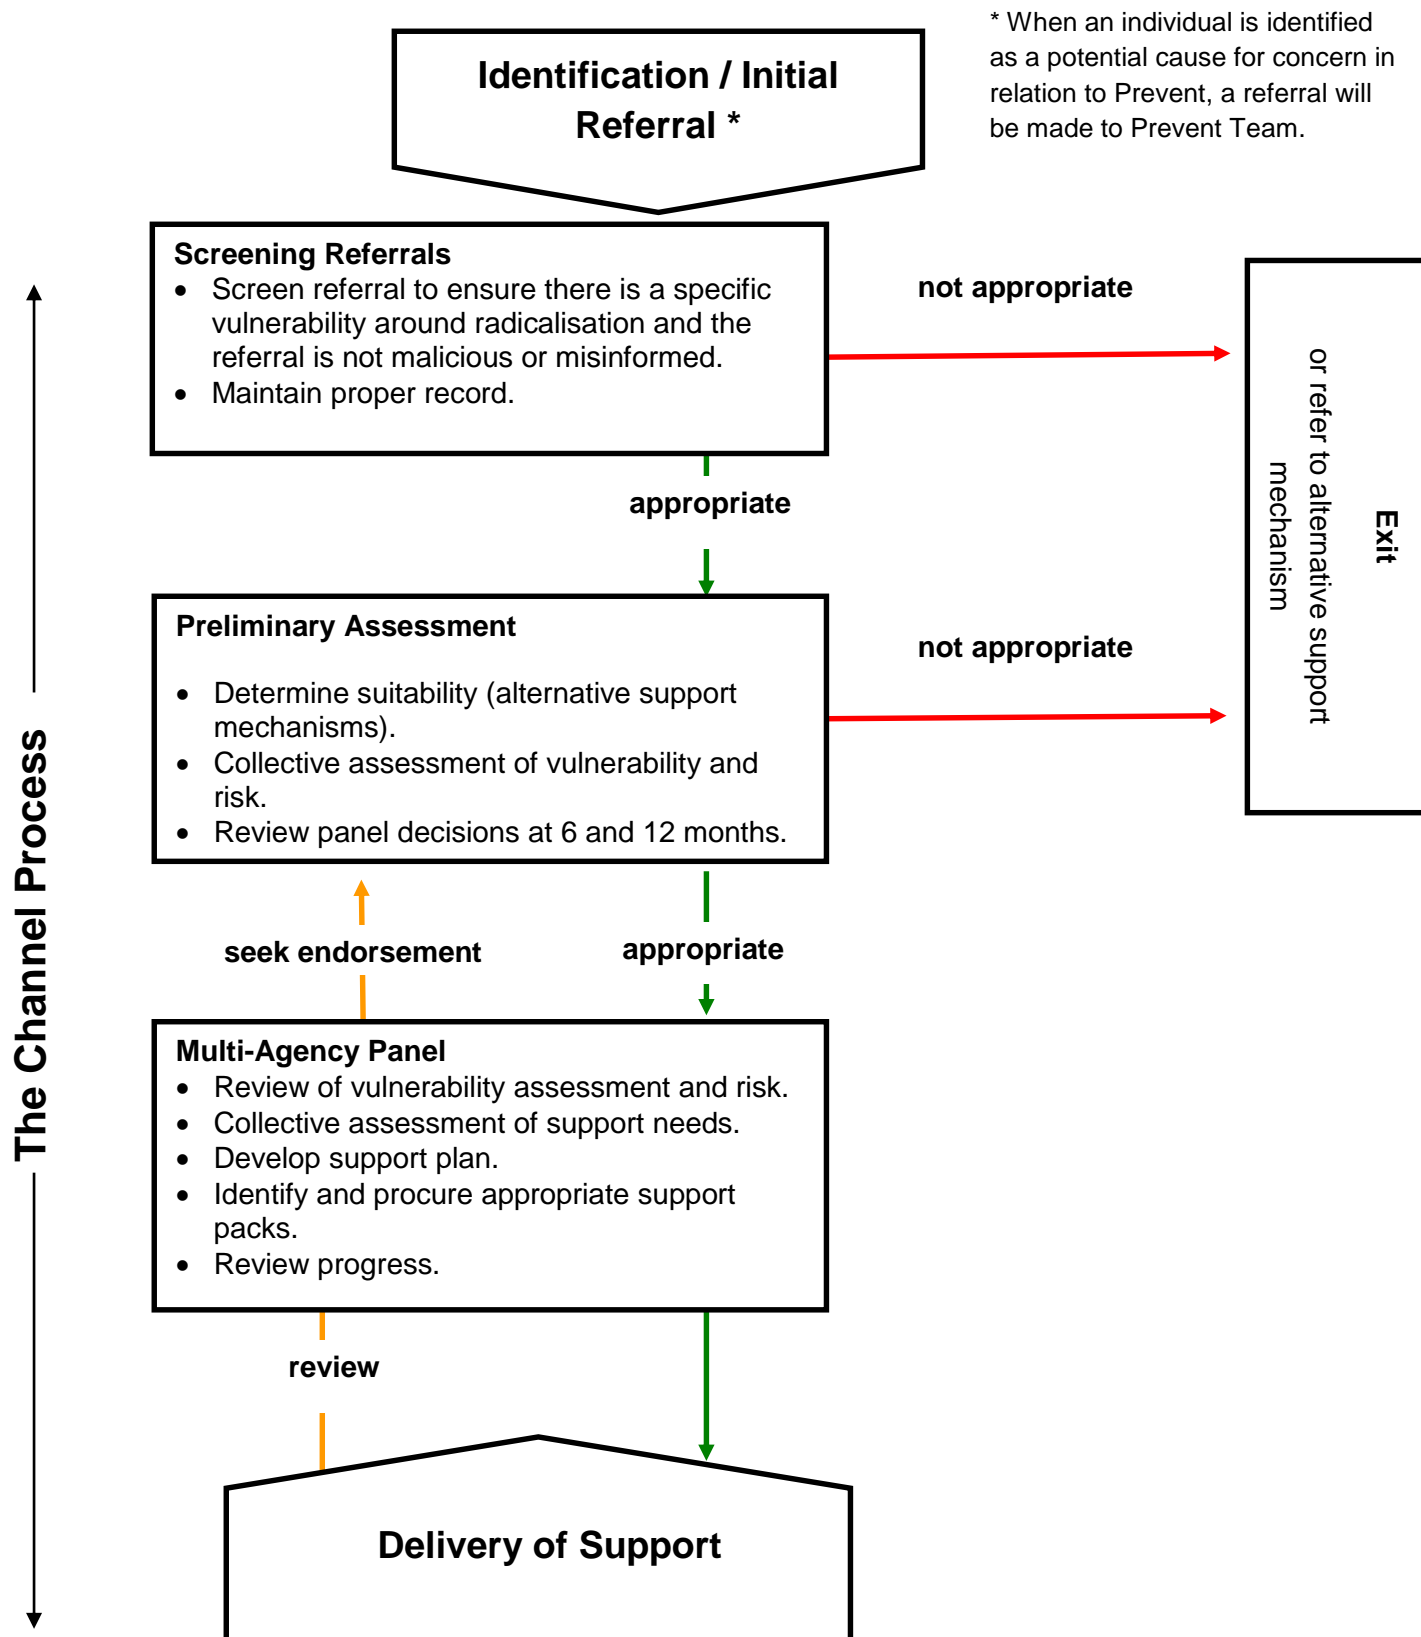 * When an individual is identified
as a potential cause for concern in
relation to Prevent, a referral will
be made to Prevent Team.
Identification / Initial
Referral *
Screening Referrals
• Screen referral to ensure there is a specific
vulnerability around radicalisation and the
referral is not malicious or misinformed.
• Maintain proper record.
not appropriate
appropriate
Exit
or refer to alternative support
mechanism
Preliminary Assessment
• Determine suitability (alternative support
mechanisms).
• Collective assessment of vulnerability and
risk.
• Review panel decisions at 6 and 12 months.
not appropriate
seek endorsement
appropriate
The Channel Process
Multi-Agency Panel
• Review of vulnerability assessment and risk.
• Collective assessment of support needs.
• Develop support plan.
• Identify and procure appropriate support
packs.
• Review progress.
review
Delivery of Support